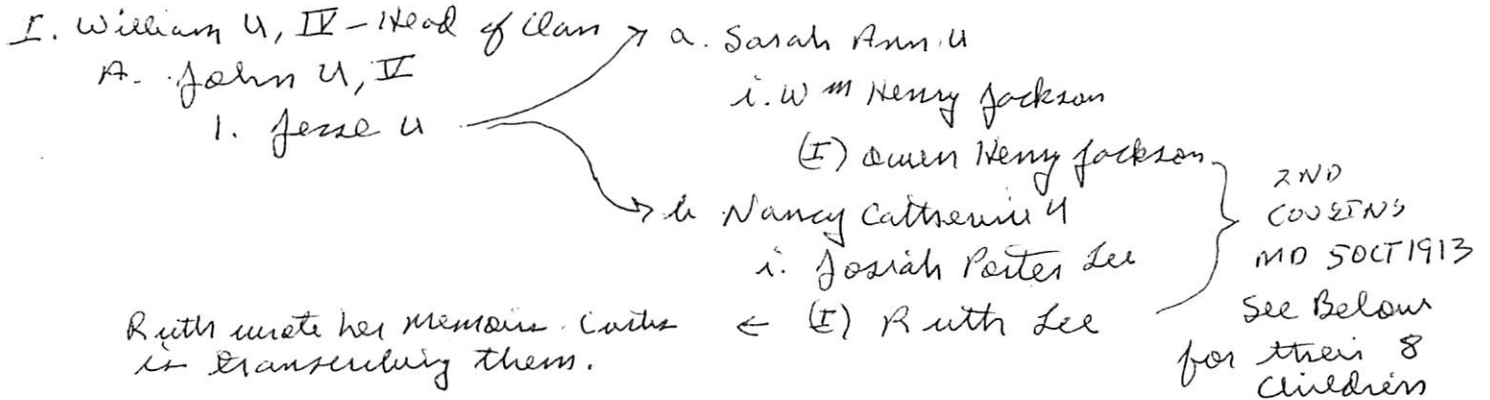 I. William U, IV - Head of Clan
A. John U, V
1. Jesse U
a. Sarah Ann U
i. Wm Henry Jackson
(I) Owen Henry Jackson
b Nancy Catherine U
i. Josiah Porter Lee
(I) Ruth Lee
2ND
COUSINS
MD 5OCT1913
See Below
for their 8
Children
Ruth wrote her memoirs. Curtis ←
is transcribing them.